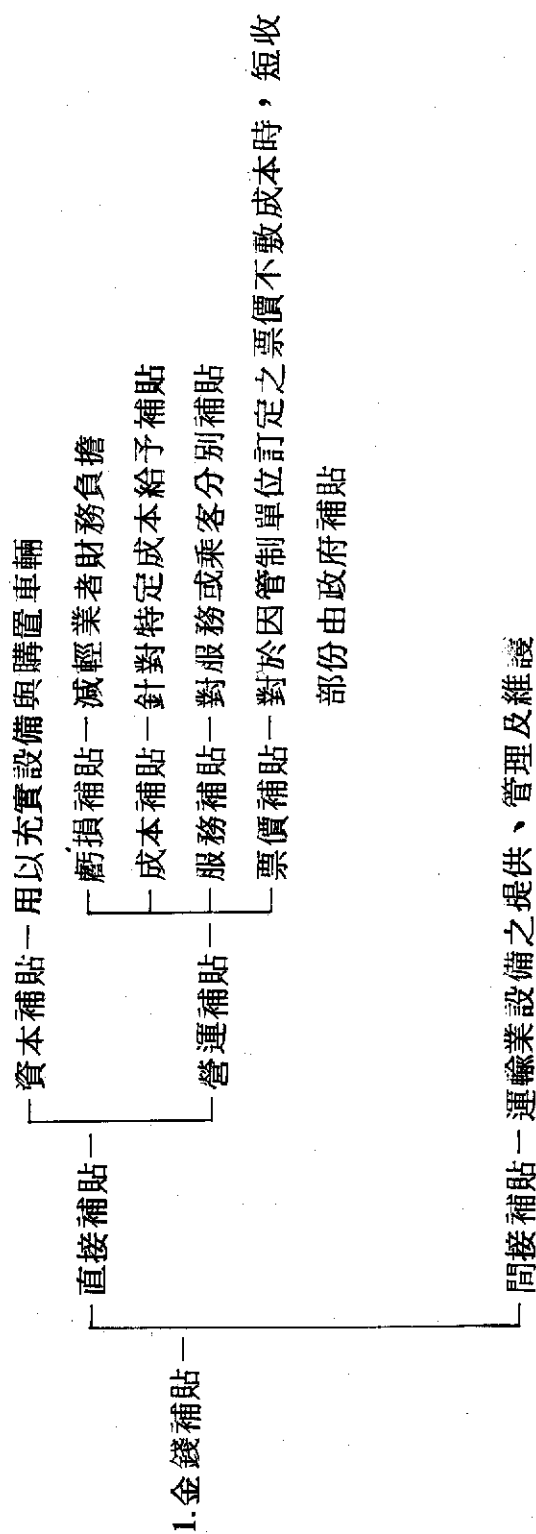 1.金錢補貼
直接補貼
資本補貼－用以充實設備與購置車輛
營運補貼
虧損補貼－減輕業者財務負擔
成本補貼－針對特定成本給予補貼
服務補貼－對服務或乘客分別補貼
票價補貼－對於因管制單位訂定之票價不敷成本時，短收
部份由政府補貼
間接補貼－運輸業設備之提供、管理及維護